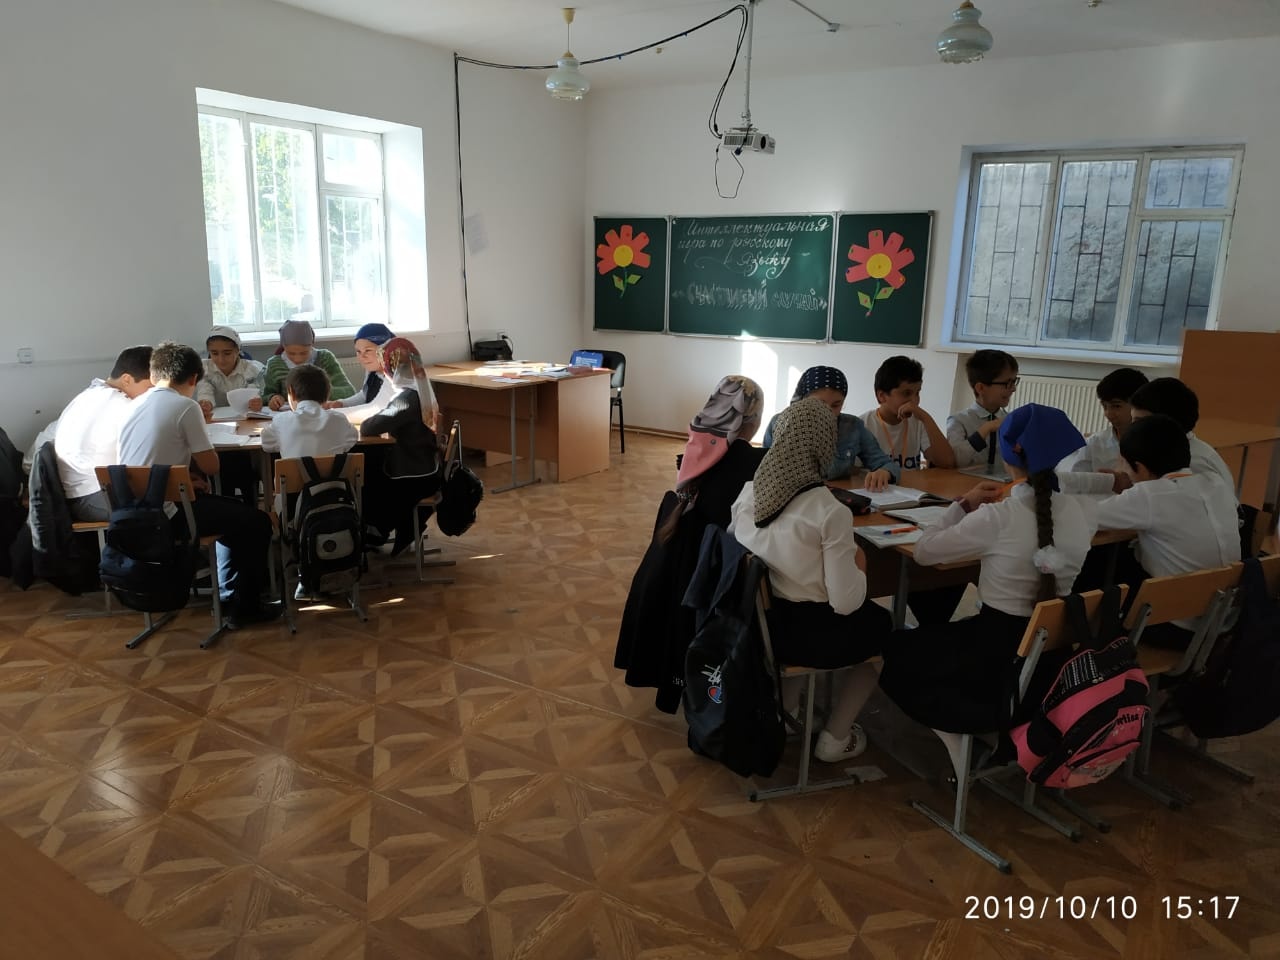 Интеллектуальная
игра по русскому
языку
"Счастливый случай"
2019/10/10 15:17